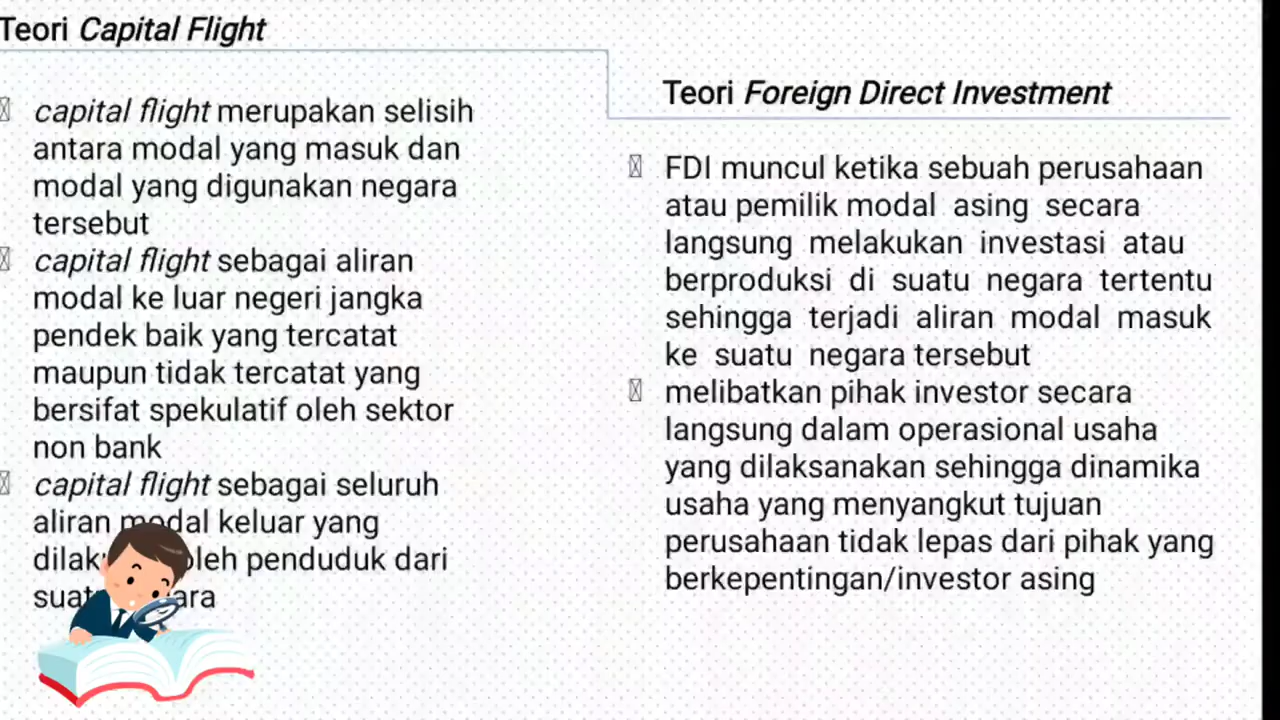 Teori Capital Flight
capital flight merupakan selisih
antara modal yang masuk dan
modal yang digunakan negara
tersebut
capital flight sebagai aliran
modal ke luar negeri jangka
pendek baik yang tercatat
maupun tidak tercatat yang
bersifat spekulatif oleh sektor
non bank
capital flight sebagai seluruh
aliran modal keluar yang
oleh penduduk dari
Teori Foreign Direct Investment
FDI muncul ketika sebuah perusahaan
atau pemilik modal asing secara
langsung melakukan investasi atau
berproduksi di suatu negara tertentu
sehingga terjadi aliran modal masuk
ke suatu negara tersebut
melibatkan pihak investor secara
langsung dalam operasional usaha
yang dilaksanakan sehingga dinamika
usaha yang menyangkut tujuan
perusahaan tidak lepas dari pihak yang
berkepentingan/investor asing